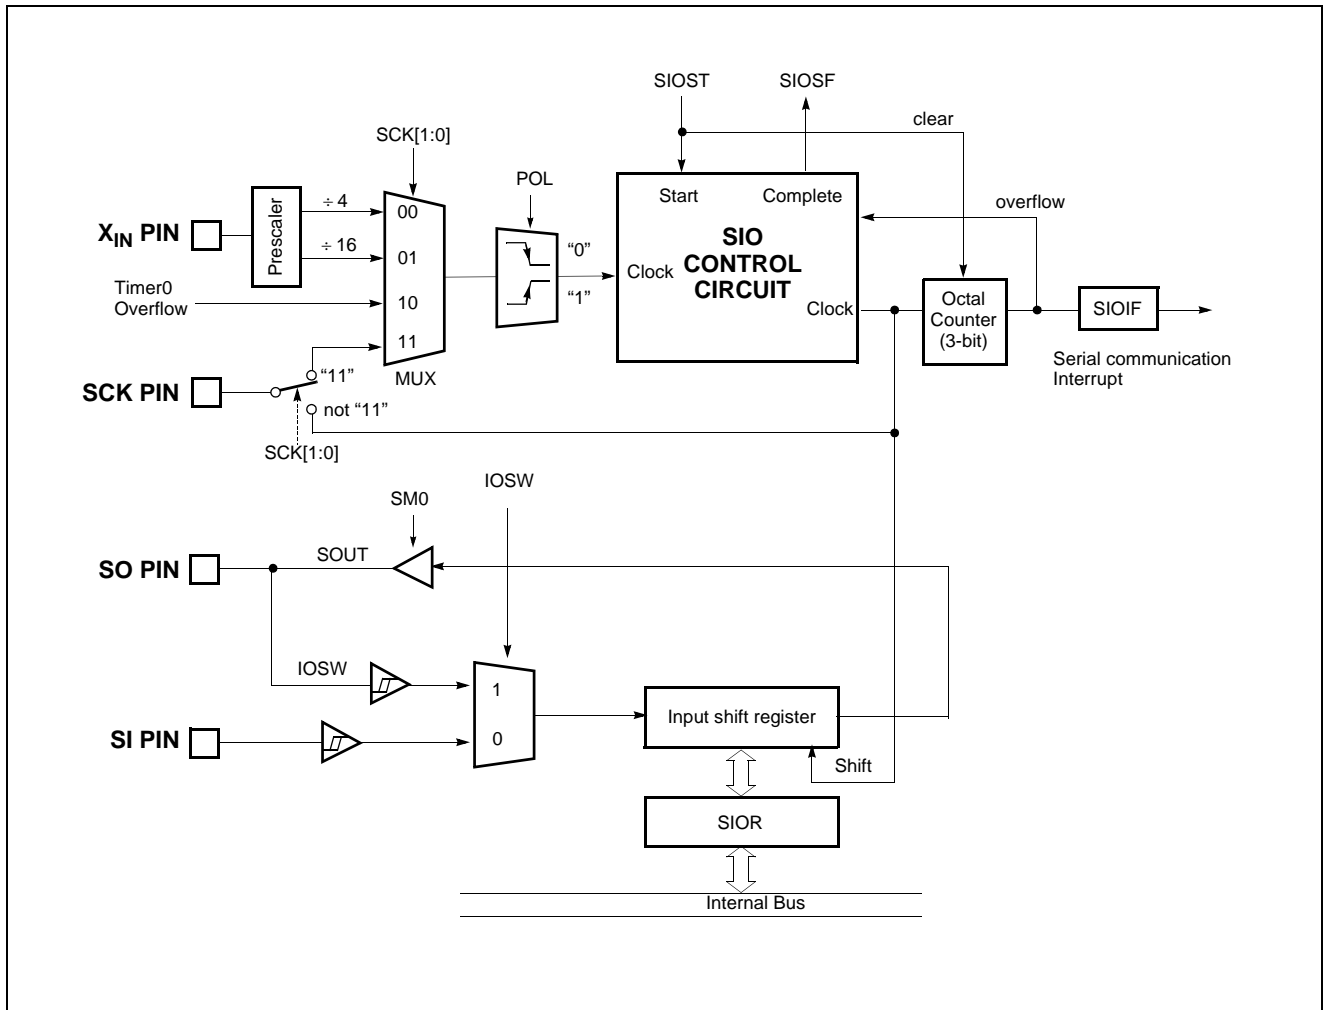 SIOST
SIOSF
clear
SCK[1:0]
POL
Start
Complete
overflow
Prescaler
÷ 4
00
XIN PIN
÷ 16
01
“0”
SIO
CONTROL
CIRCUIT
Clock
Timer0
Overflow
10
“1”
Clock
Octal
Counter
(3-bit)
SIOIF
11
MUX
Serial communication
Interrupt
SCK PIN
“11”
not “11”
SCK[1:0]
IOSW
SM0
SO PIN
SOUT
IOSW
1
SI PIN
0
Input shift register
Shift
SIOR
Internal Bus